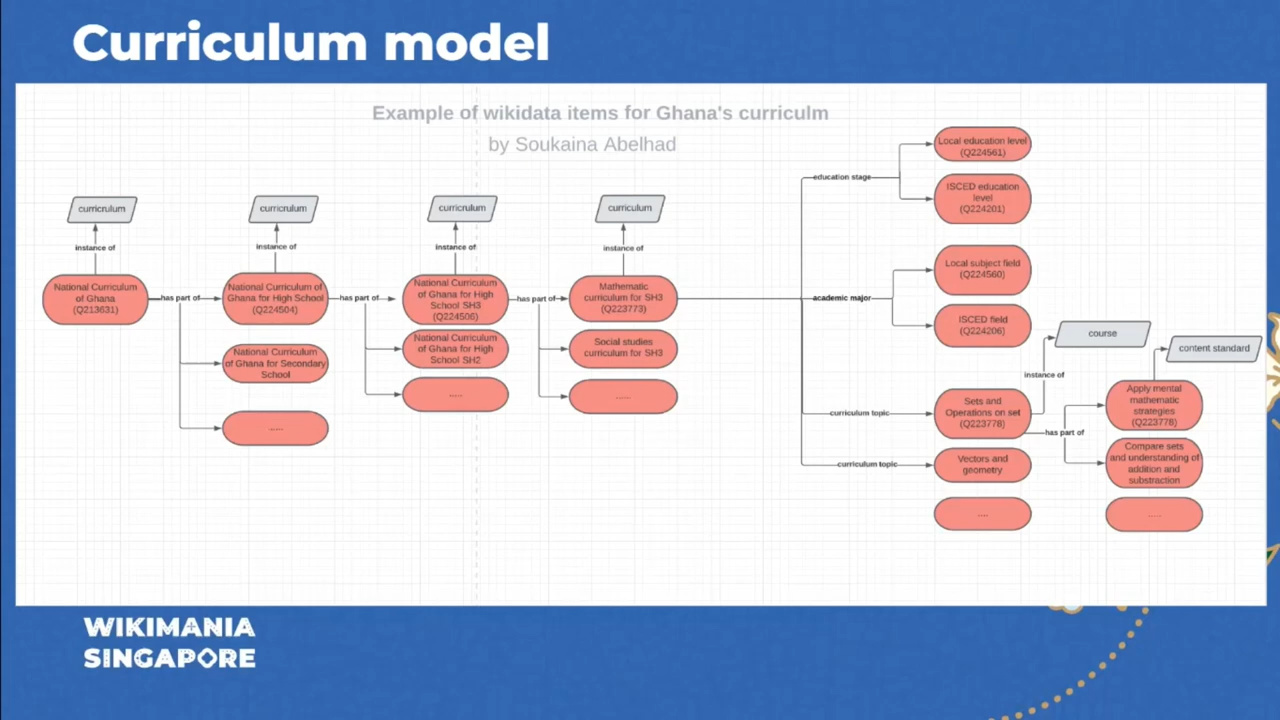 Curriculum model
Example of wikidata items for Ghana's curriculm
by Soukaina Abelhad
curricrulum
instance of
National Curriculum
of Ghana
(Q213631)
has part of
curricrulum
instance of
National Curriculum of
Ghana for High School
(Q224504)
National Curriculum
of Ghana for Secondary
School
......
has part of
curricrulum
instance of
National Curriculum
of Ghana for High
School SH3
(Q224506)
National Curriculum
of Ghana for High
School SH2
......
has part of
curriculum
instance of
Mathematic
curriculum for SH3
(Q223773)
Social studies
curriculum for SH3
......
education stage
Local education level
(Q224561)
ISCED education
level
(Q224201)
academic major
Local subject field
(Q224560)
ISCED field
(Q224206)
curriculum topic
Sets and
Operations on set
(Q223778)
curriculum topic
Vectors and
geometry
....
instance of
course
has part of
content standard
Apply mental
mathematic
strategies
(Q223778)
Compare sets
and understanding of
addition and
substraction
......
WIKIMANIA
SINGAPORE